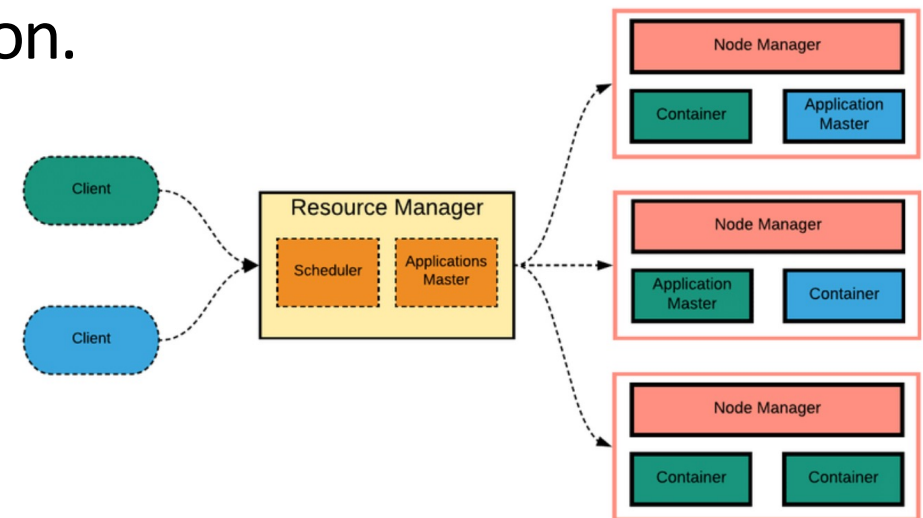 on.
Client
Client
Resource Manager
Scheduler
Applications
Master
Node Manager
Container
Application
Master
Node Manager
Application
Master
Container
Node Manager
Container
Container